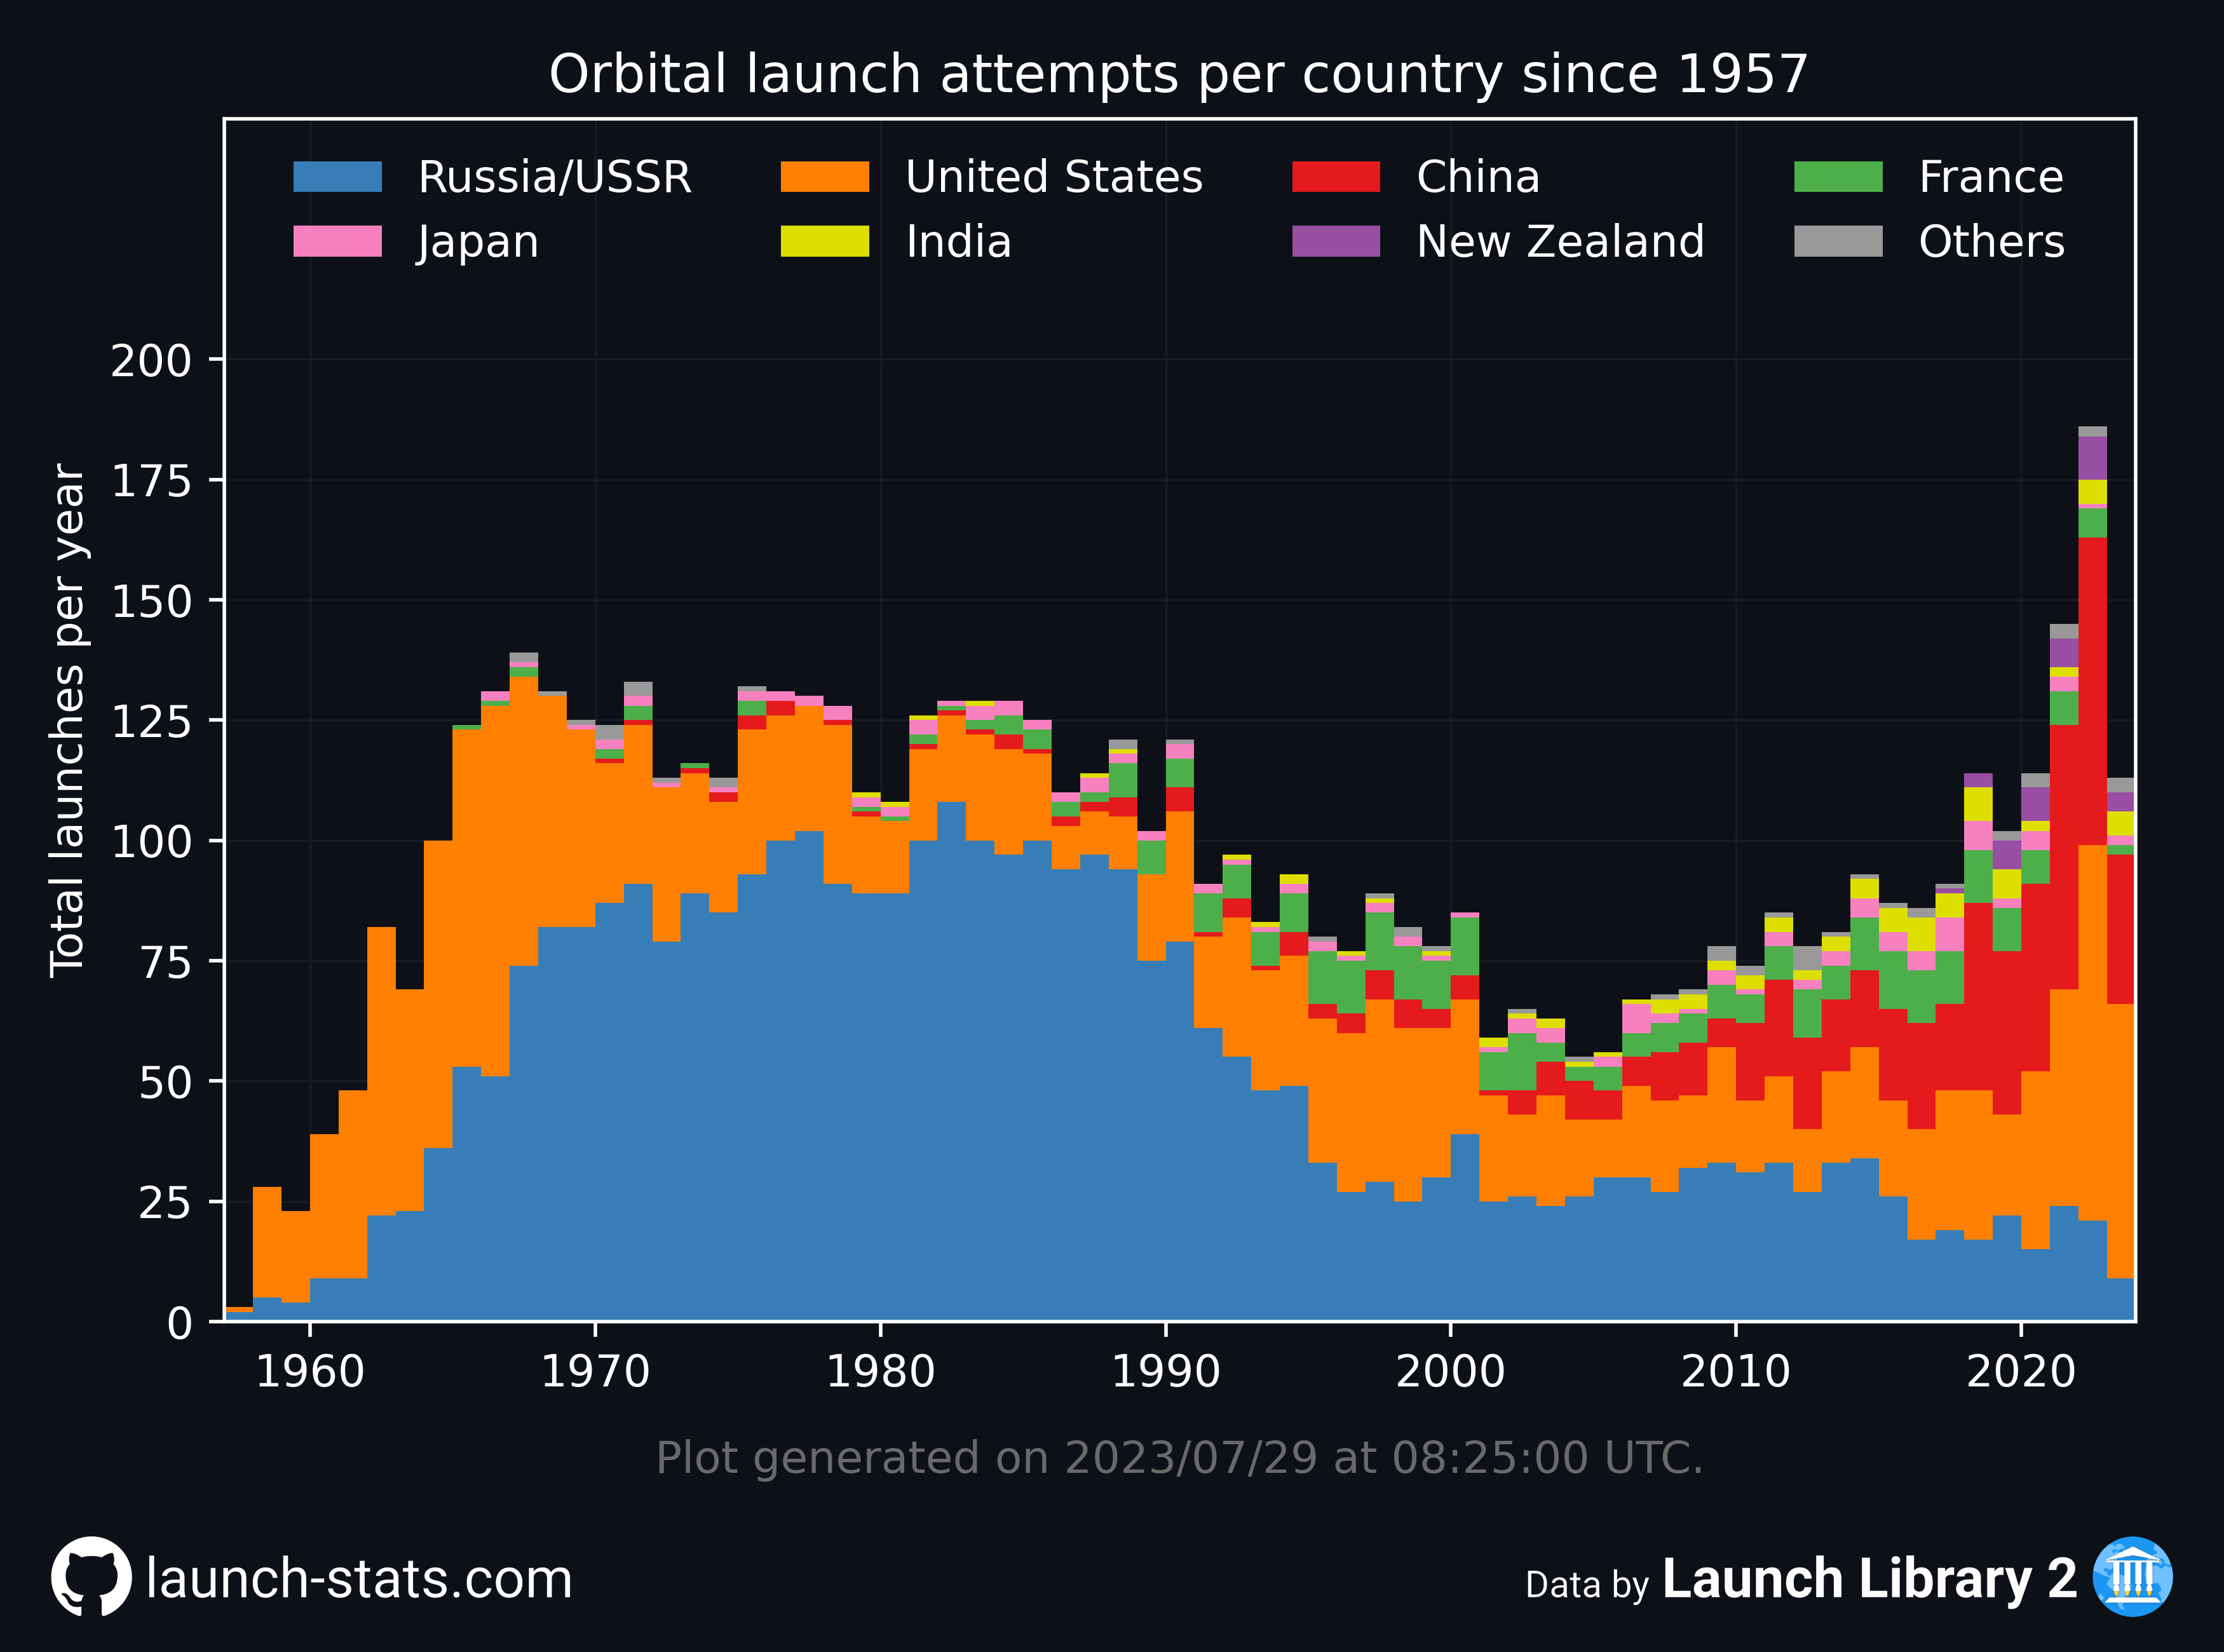 Orbital launch attempts per country since 1957
Russia/USSR United States China France
Japan India New Zealand Others
Total launches per year
200
175
150
125
100
75
50
25
0
1960 1970 1980 1990 2000 2010 2020
Plot generated on 2023/07/29 at 08:25:00 UTC.
launch-stats.com
Data by Launch Library 2